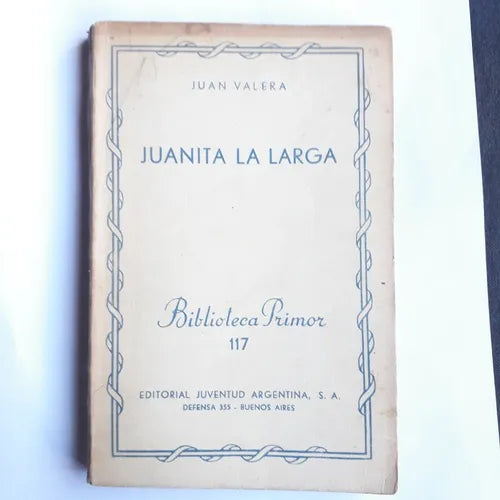 JUAN VALERA
JUANITA LA LARGA
Biblioteca Primor
117
EDITORIAL JUVENTUD ARGENTINA, S. A.
DEFENSA 355 - BUENOS AIRES